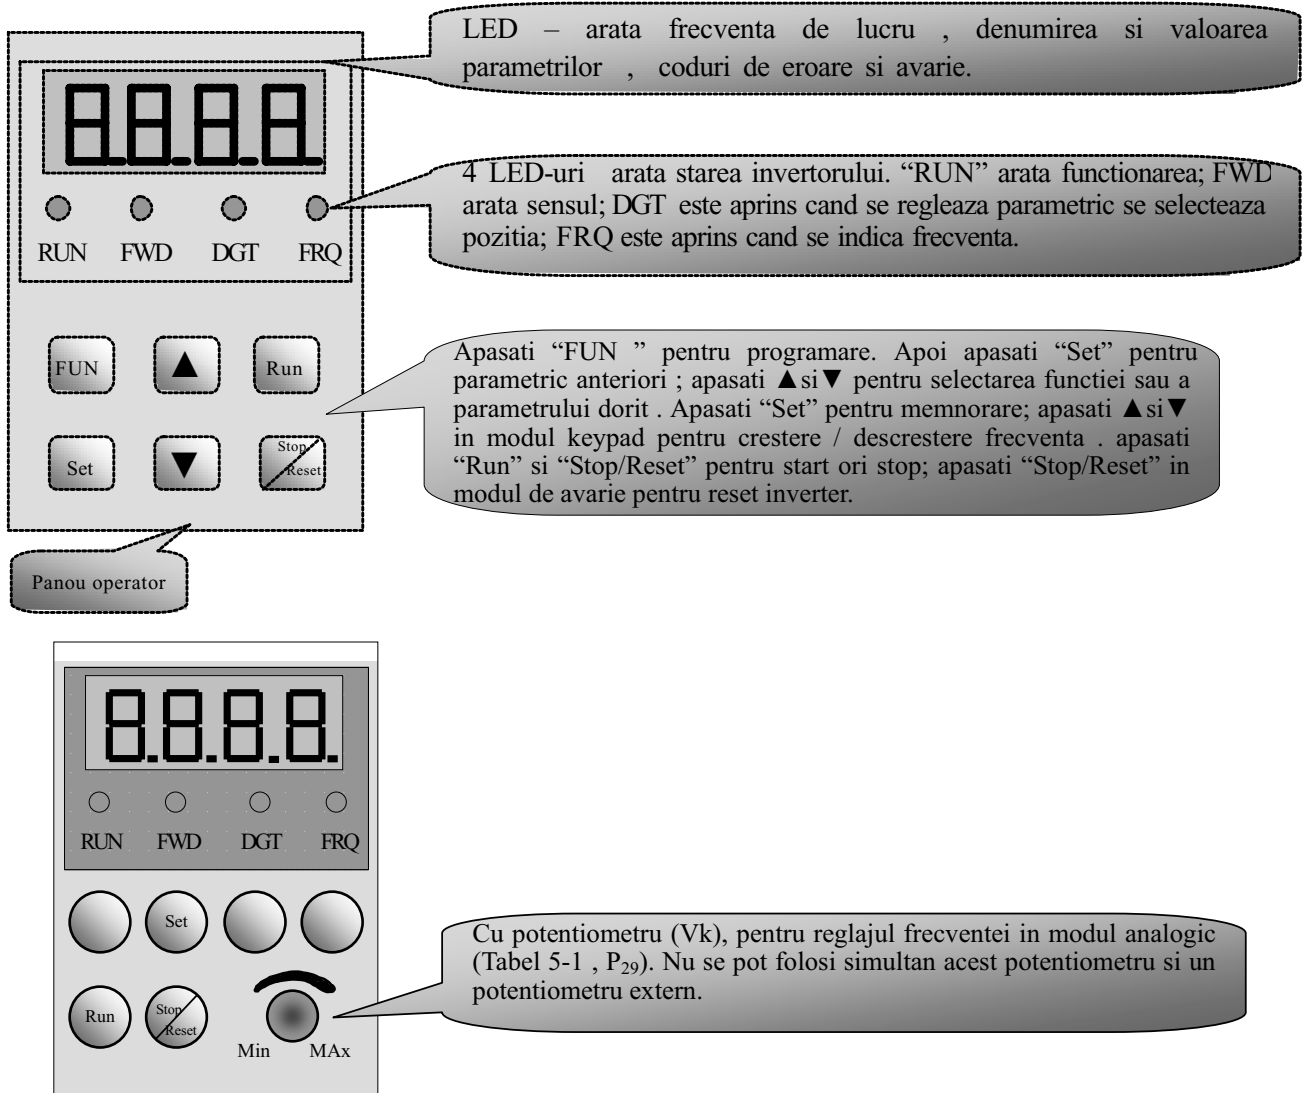 LED – arata frecventa de lucru , denumirea si valoarea
parametrilor , coduri de eroare si avarie.
8.8.8.8.
4 LED-uri arata starea invertorului. “RUN” arata functionarea; FWD
arata sensul; DGT este aprins cand se regleaza parametric se selecteaza
pozitia; FRQ este aprins cand se indica frecventa.
RUN FWD DGT FRQ
FUN ▲ Run
Set ▼ Stop/Reset
Apasati “FUN ” pentru programare. Apoi apasati “Set” pentru
parametric anteriori ; apasati ▲si▼ pentru selectarea functiei sau a
parametrului dorit . Apasati “Set” pentru memnorare; apasati ▲si▼
in modul keypad pentru crestere / descrestere frecventa . apasati
“Run” si “Stop/Reset” pentru start ori stop; apasati “Stop/Reset” in
modul de avarie pentru reset inverter.
Panou operator
8.8.8.8.
RUN FWD DGT FRQ
Set
Run Stop/Reset
Min MAx
Cu potentiometru (Vk), pentru reglajul frecventei in modul analogic
(Tabel 5-1 , P29). Nu se pot folosi simultan acest potentiometru si un
potentiometru extern.